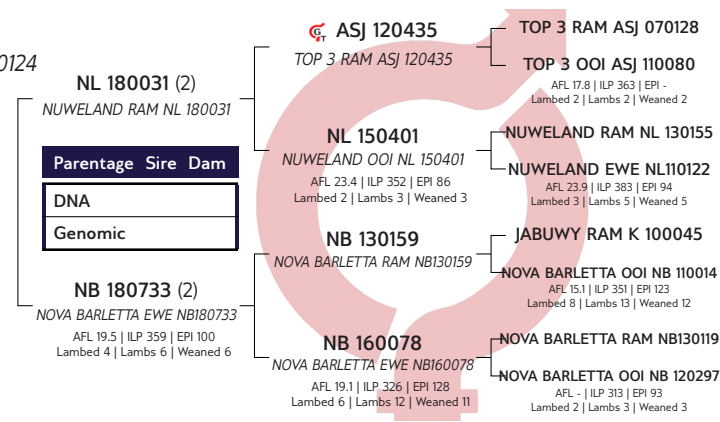 0124
NL 180031 (2)
NUWELAND RAM NL 180031
Parentage Sire Dam
DNA
Genomic
NB 180733 (2)
NOVA BARLETTA EWE NB180733
AFL 19.5 | ILP 359 | EPI 100
Lambed 4 | Lambs 6 | Weaned 6
GT ASJ 120435
TOP 3 RAM ASJ 120435
NL 150401
NUWELAND OOI NL 150401
AFL 23.4 | ILP 352 | EPI 86
Lambed 2 | Lambs 3 | Weaned 3
NB 130159
NOVA BARLETTA RAM NB130159
NB 160078
NOVA BARLETTA EWE NB160078
AFL 19.1 | ILP 326 | EPI 128
Lambed 6 | Lambs 12 | Weaned 11
TOP 3 RAM ASJ 070128
TOP 3 OOI ASJ 110080
AFL 17.8 | ILP 363 | EPI -
Lambed 2 | Lambs 2 | Weaned 2
NUWELAND RAM NL 130155
NUWELAND EWE NL110122
AFL 23.9 | ILP 383 | EPI 94
Lambed 3 | Lambs 5 | Weaned 5
JABUWY RAM K 100045
NOVA BARLETTA OOI NB 110014
AFL 15.1 | ILP 351 | EPI 123
Lambed 8 | Lambs 13 | Weaned 12
NOVA BARLETTA RAM NB130119
NOVA BARLETTA OOI NB 120297
AFL - | ILP 313 | EPI 93
Lambed 2 | Lambs 3 | Weaned 3